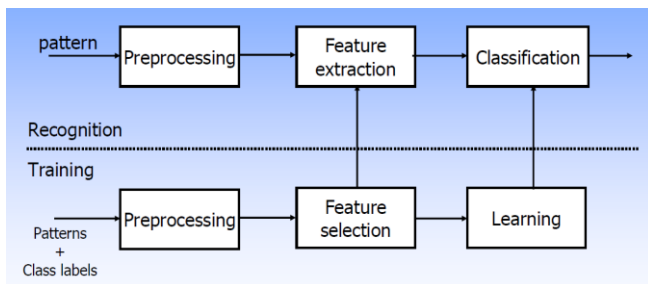 pattern
Preprocessing
Feature
extraction
Classification
Recognition
Training
Patterns
+
Class labels
Preprocessing
Feature
selection
Learning